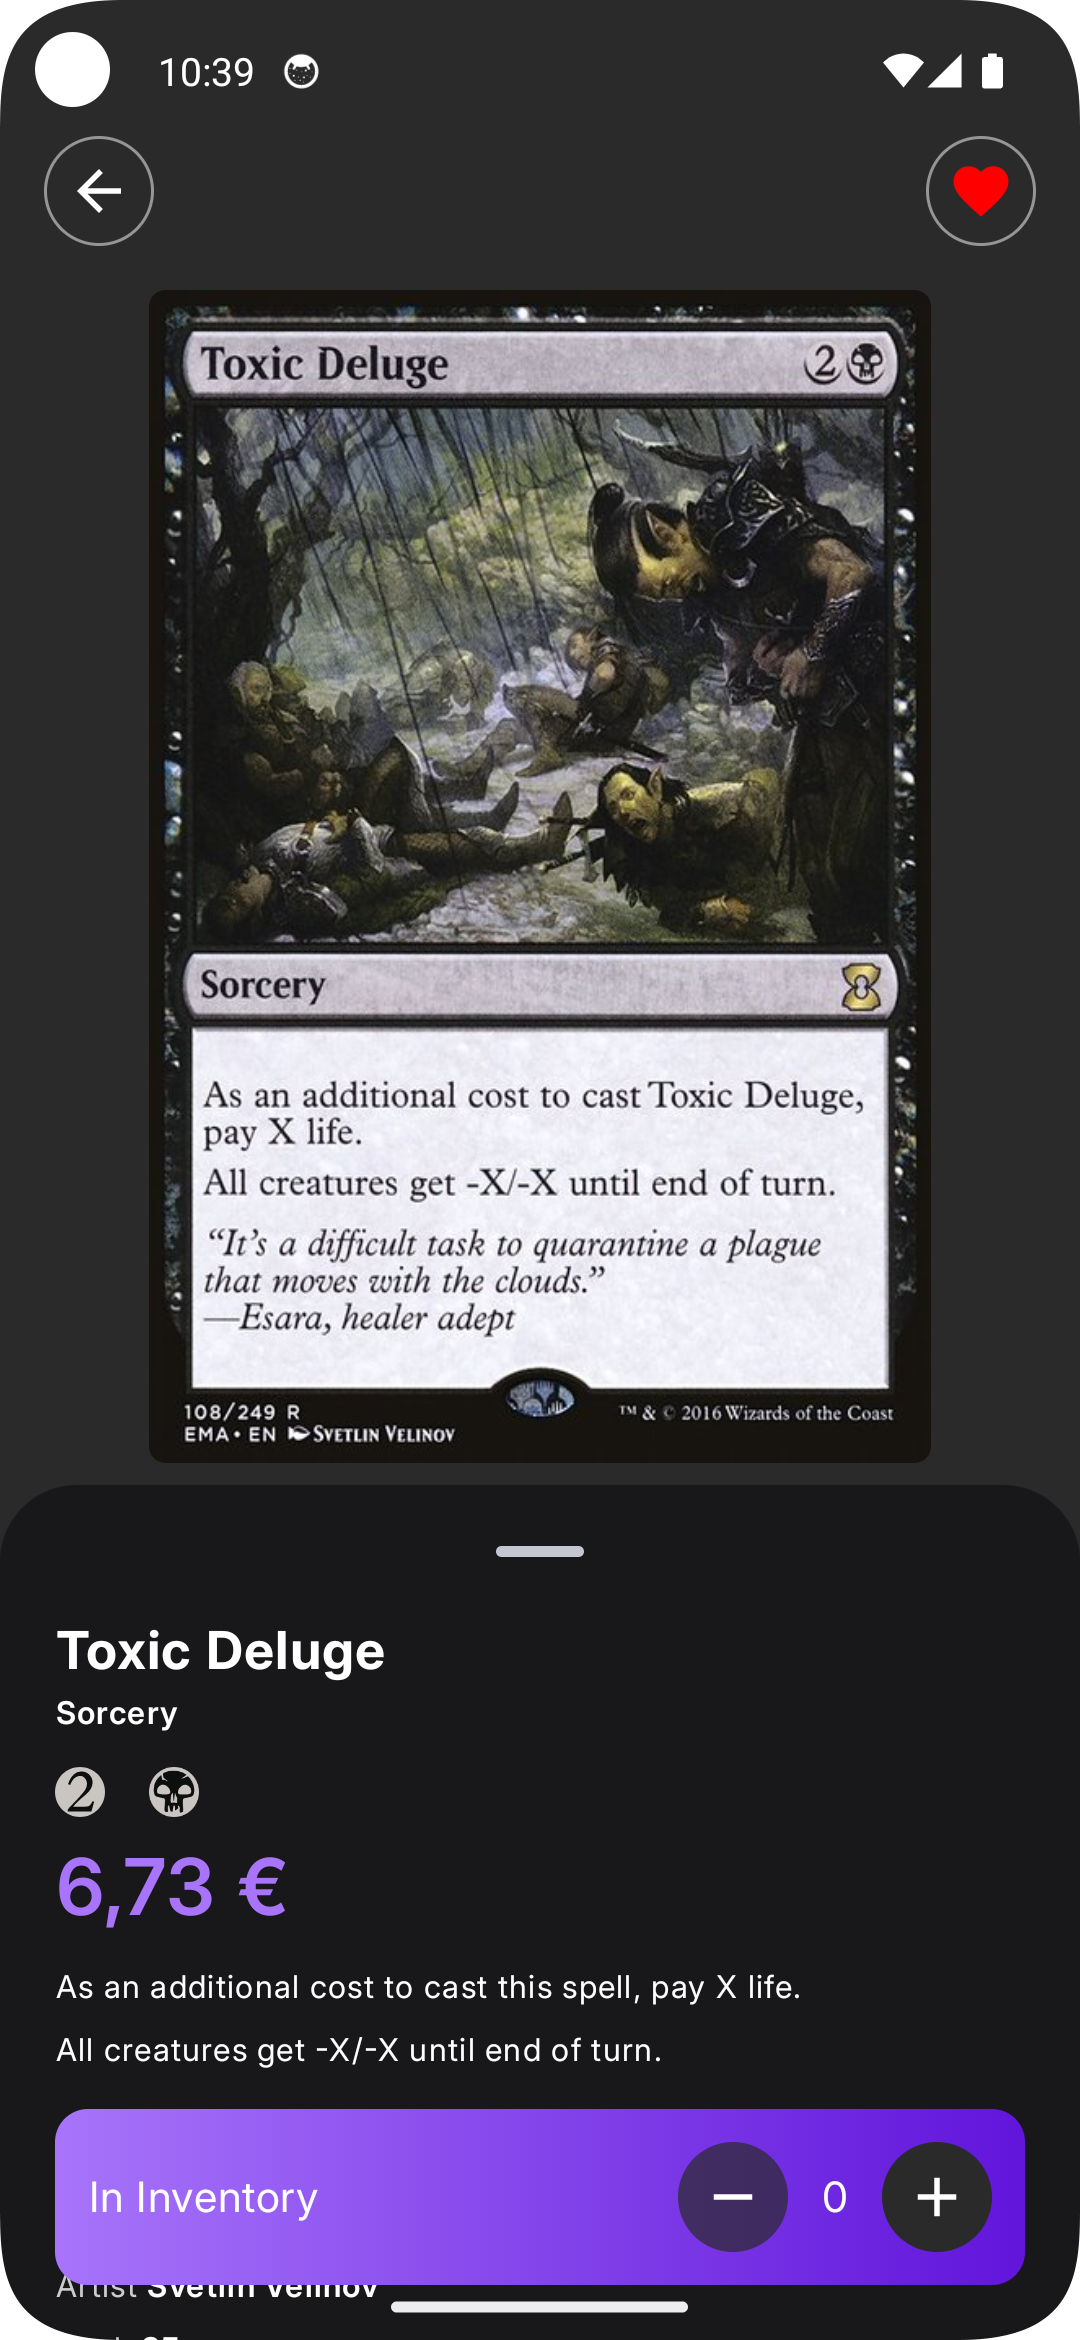 10:39
Toxic Deluge 2
Sorcery
As an additional cost to cast Toxic Deluge,
pay X life.
All creatures get -X/-X until end of turn.
“It’s a difficult task to quarantine a plague
that moves with the clouds.”
—Esara, healer adept
108/249 R
EMA • EN SVETLIN VELINOV
™ & © 2016 Wizards of the Coast
Toxic Deluge
Sorcery
2
6,73 €
As an additional cost to cast this spell, pay X life.
All creatures get -X/-X until end of turn.
In Inventory
0
Artist Svetlin Velinov